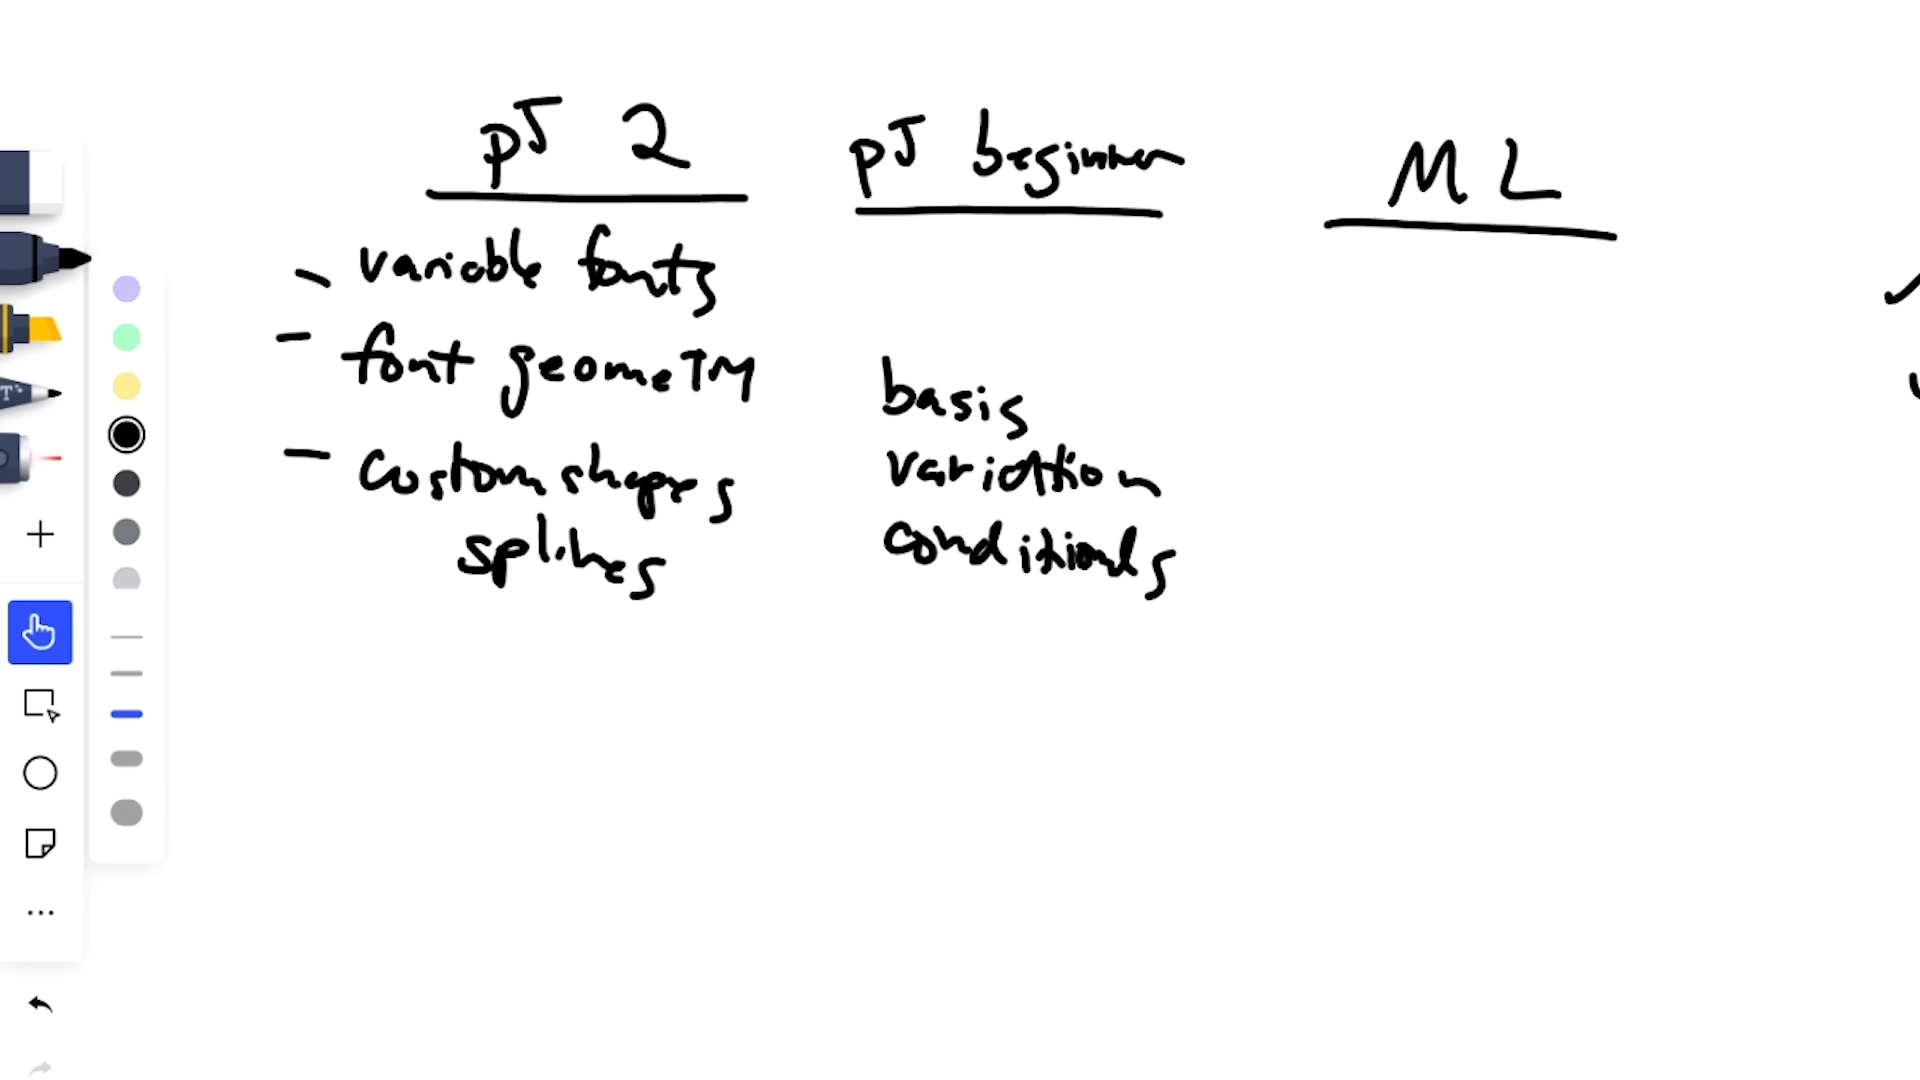 pJ 2
- variable fonts
- font geometry
- custom shapes
splines
pJ beginner
basis
variation
conditionals
ML